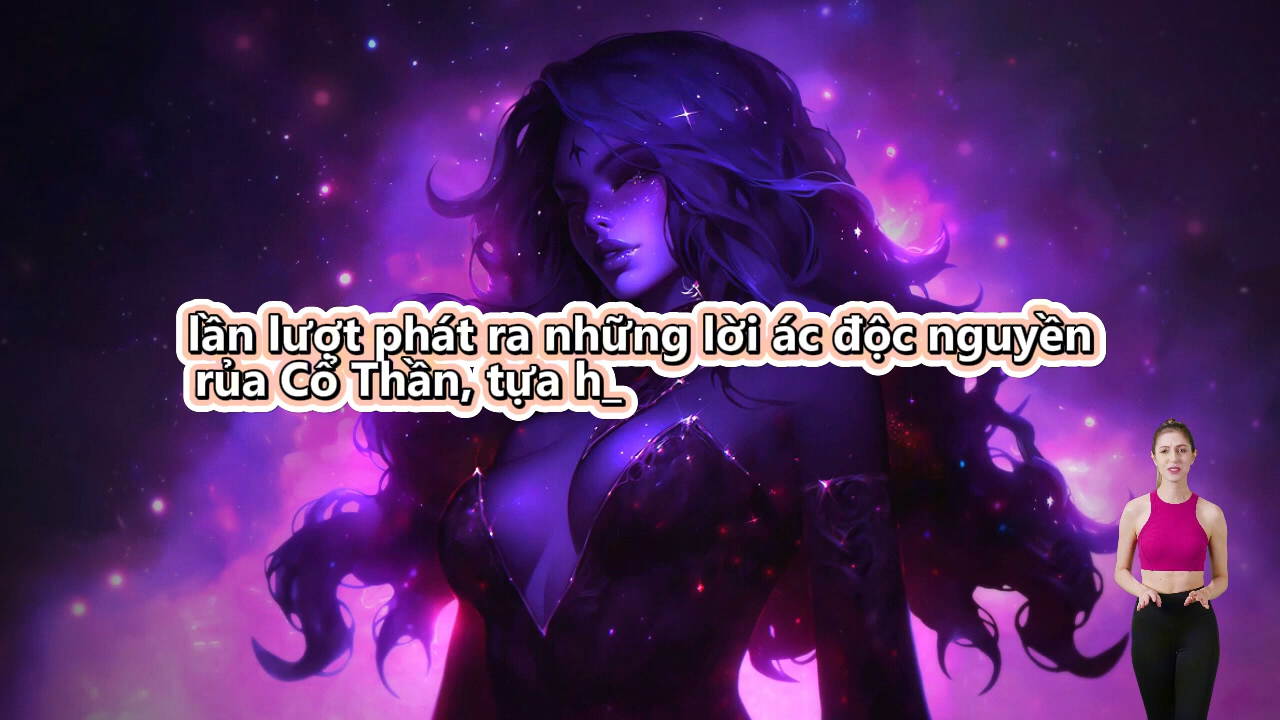 lần lượt phát ra những lời ác độc nguyền
rủa Cổ Thần, tựa h_